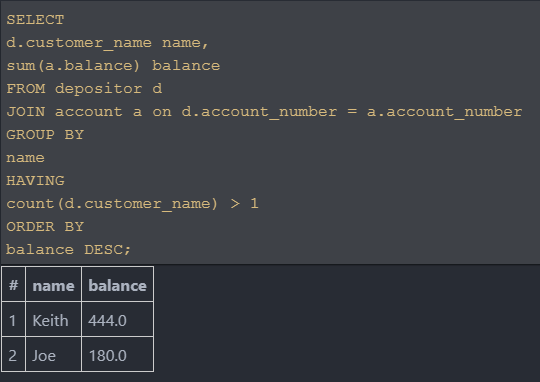 SELECT
d.customer_name name,
sum(a.balance) balance
FROM depositor d
JOIN account a on d.account_number = a.account_number
GROUP BY
name
HAVING
count(d.customer_name) > 1
ORDER BY
balance DESC;
# name balance
1 Keith 444.0
2 Joe 180.0